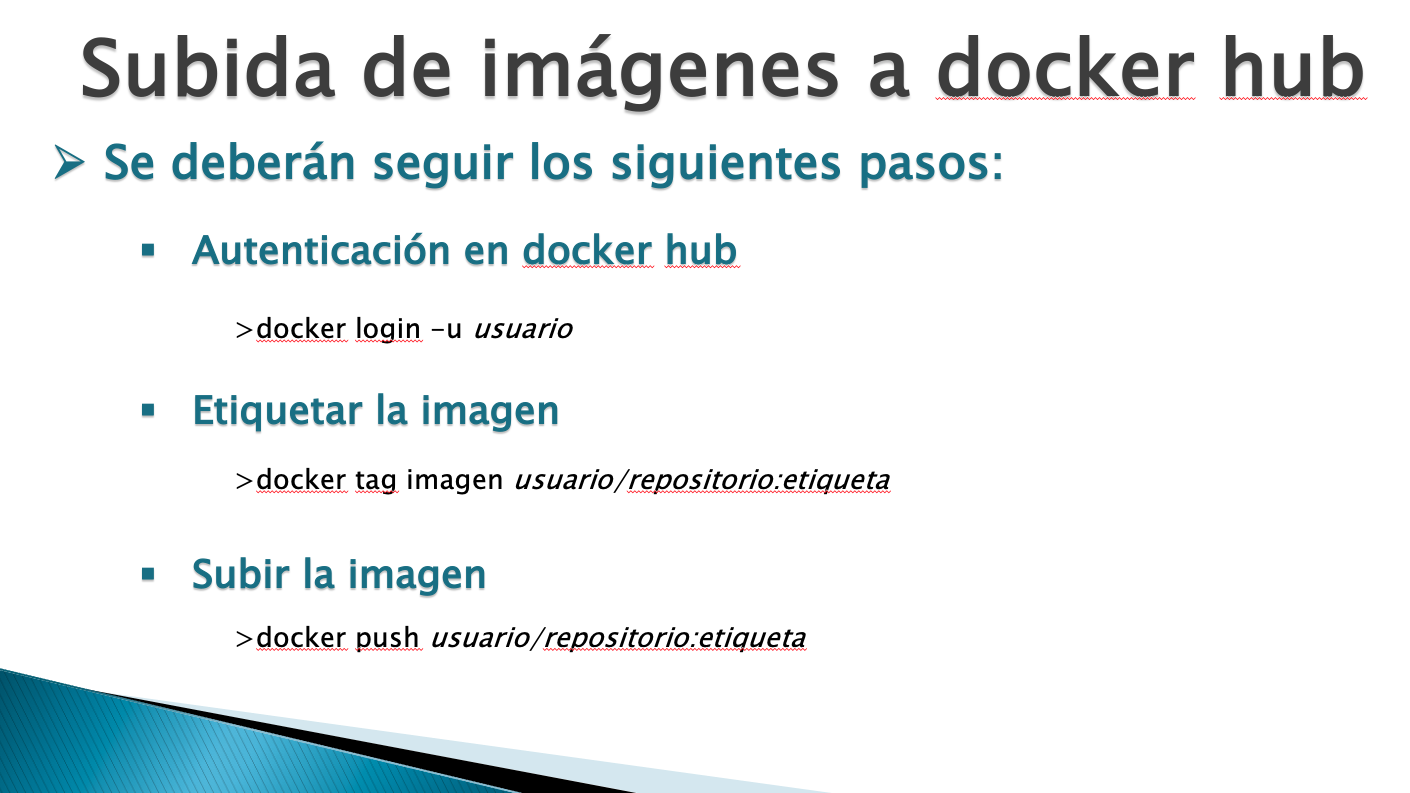 Subida de imágenes a docker hub
Se deberán seguir los siguientes pasos:
Autenticación en docker hub
>docker login -u usuario
Etiquetar la imagen
>docker tag imagen usuario/repositorio:etiqueta
Subir la imagen
>docker push usuario/repositorio:etiqueta